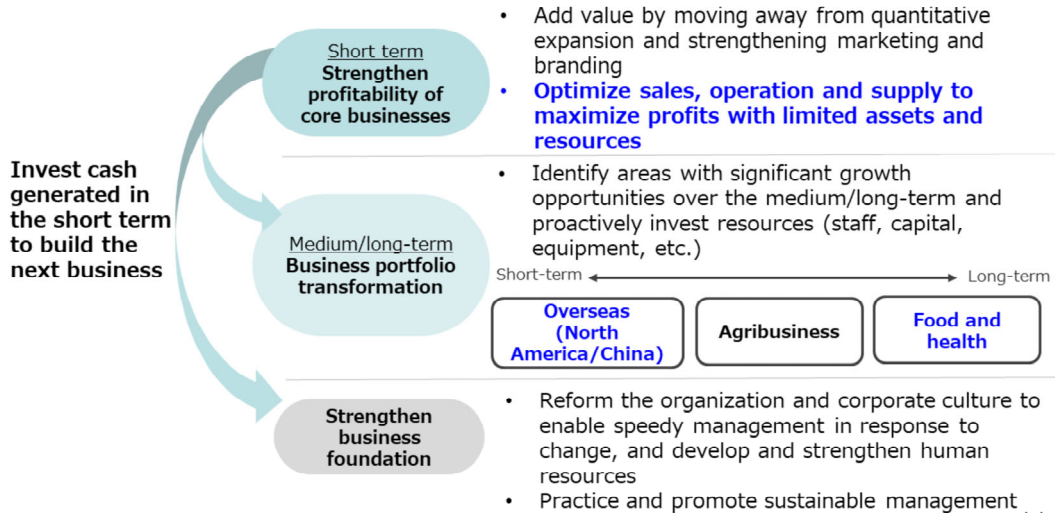 Invest cash
generated in
the short term
to build the
next business
Short term
Strengthen
profitability of
core businesses
• Add value by moving away from quantitative
expansion and strengthening marketing and
branding
• Optimize sales, operation and supply to
maximize profits with limited assets and
resources
Medium/long-term
Business portfolio
transformation
• Identify areas with significant growth
opportunities over the medium/long-term and
proactively invest resources (staff, capital,
equipment, etc.)
Short-term Long-term
Overseas
(North
America/China)
Agribusiness
Food and
health
Strengthen
business
foundation
• Reform the organization and corporate culture to
enable speedy management in response to
change, and develop and strengthen human
resources
• Practice and promote sustainable management